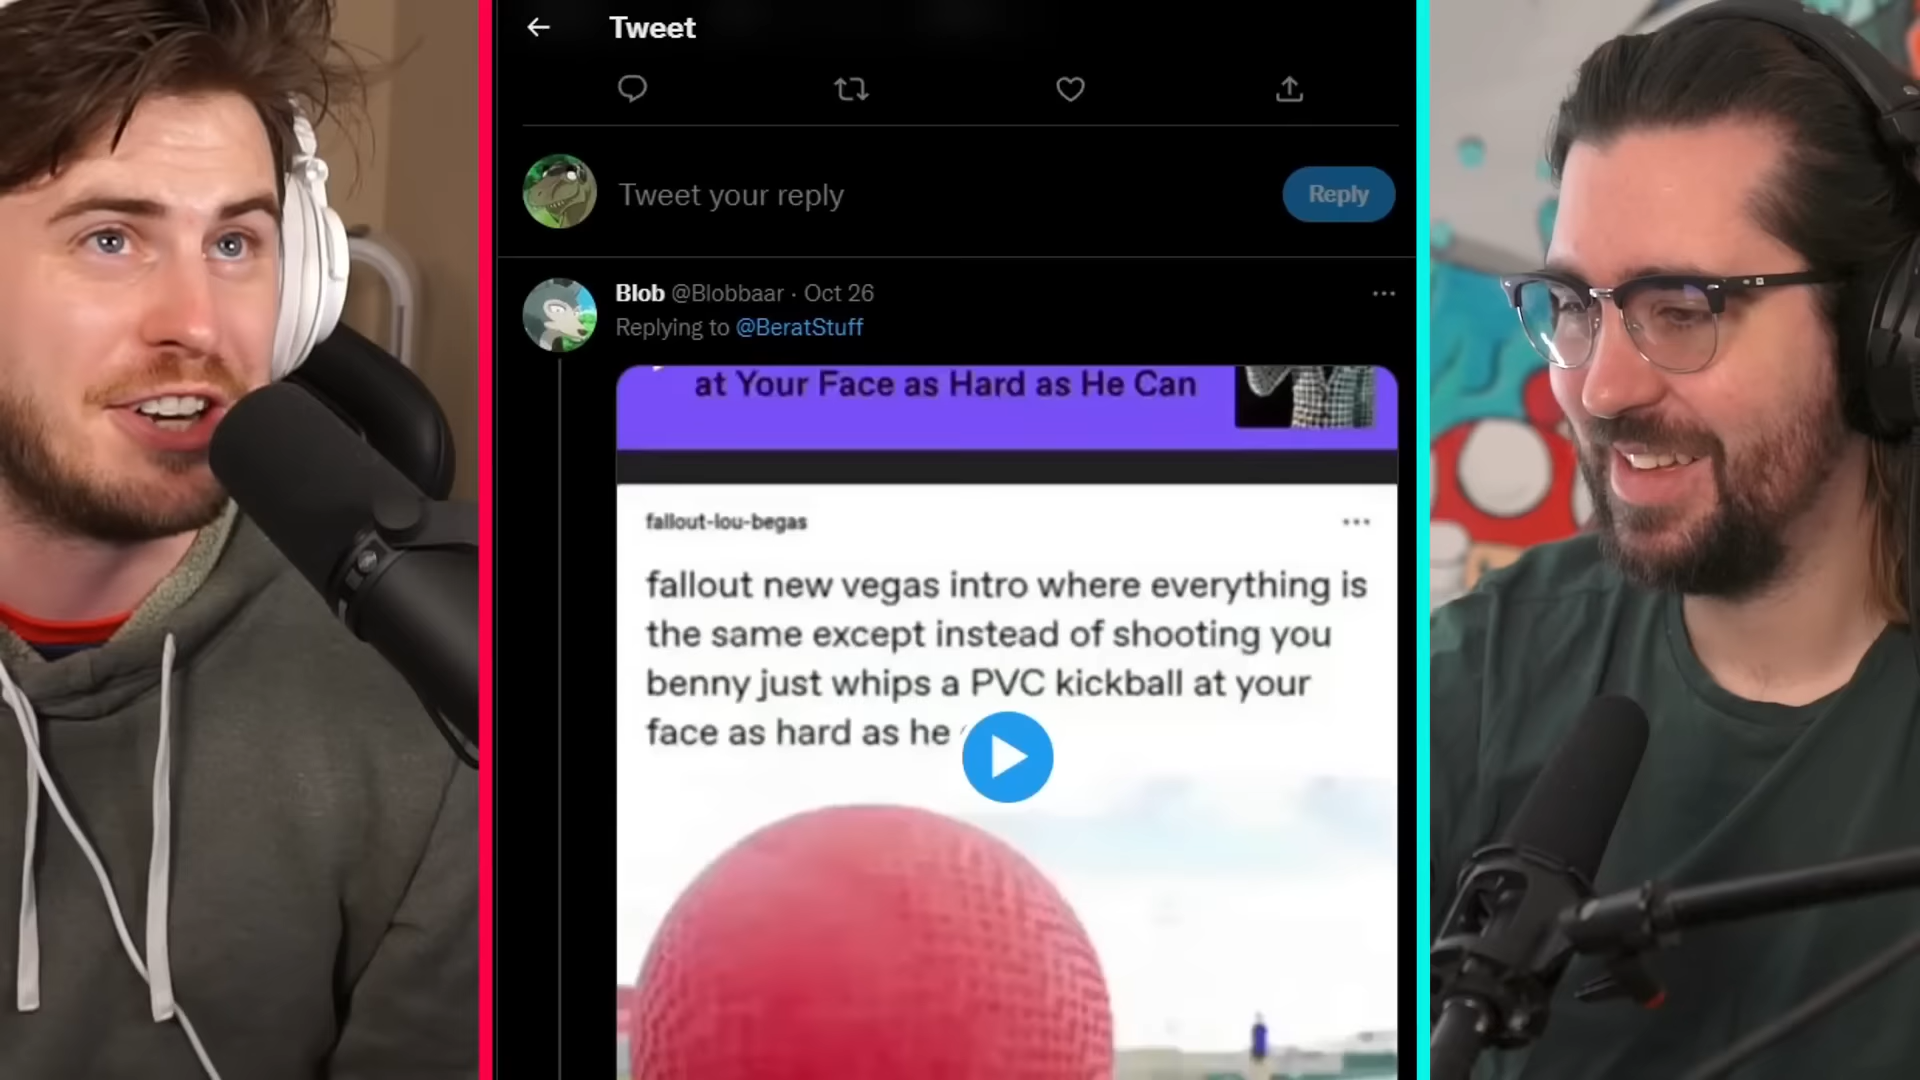 Tweet
Tweet your reply
Reply
Blob @Blobbaar · Oct 26
Replying to @BeratStuff
at Your Face as Hard as He Can
fallout-lou-begas
fallout new vegas intro where everything is
the same except instead of shooting you
benny just whips a PVC kickball at your
face as hard as he